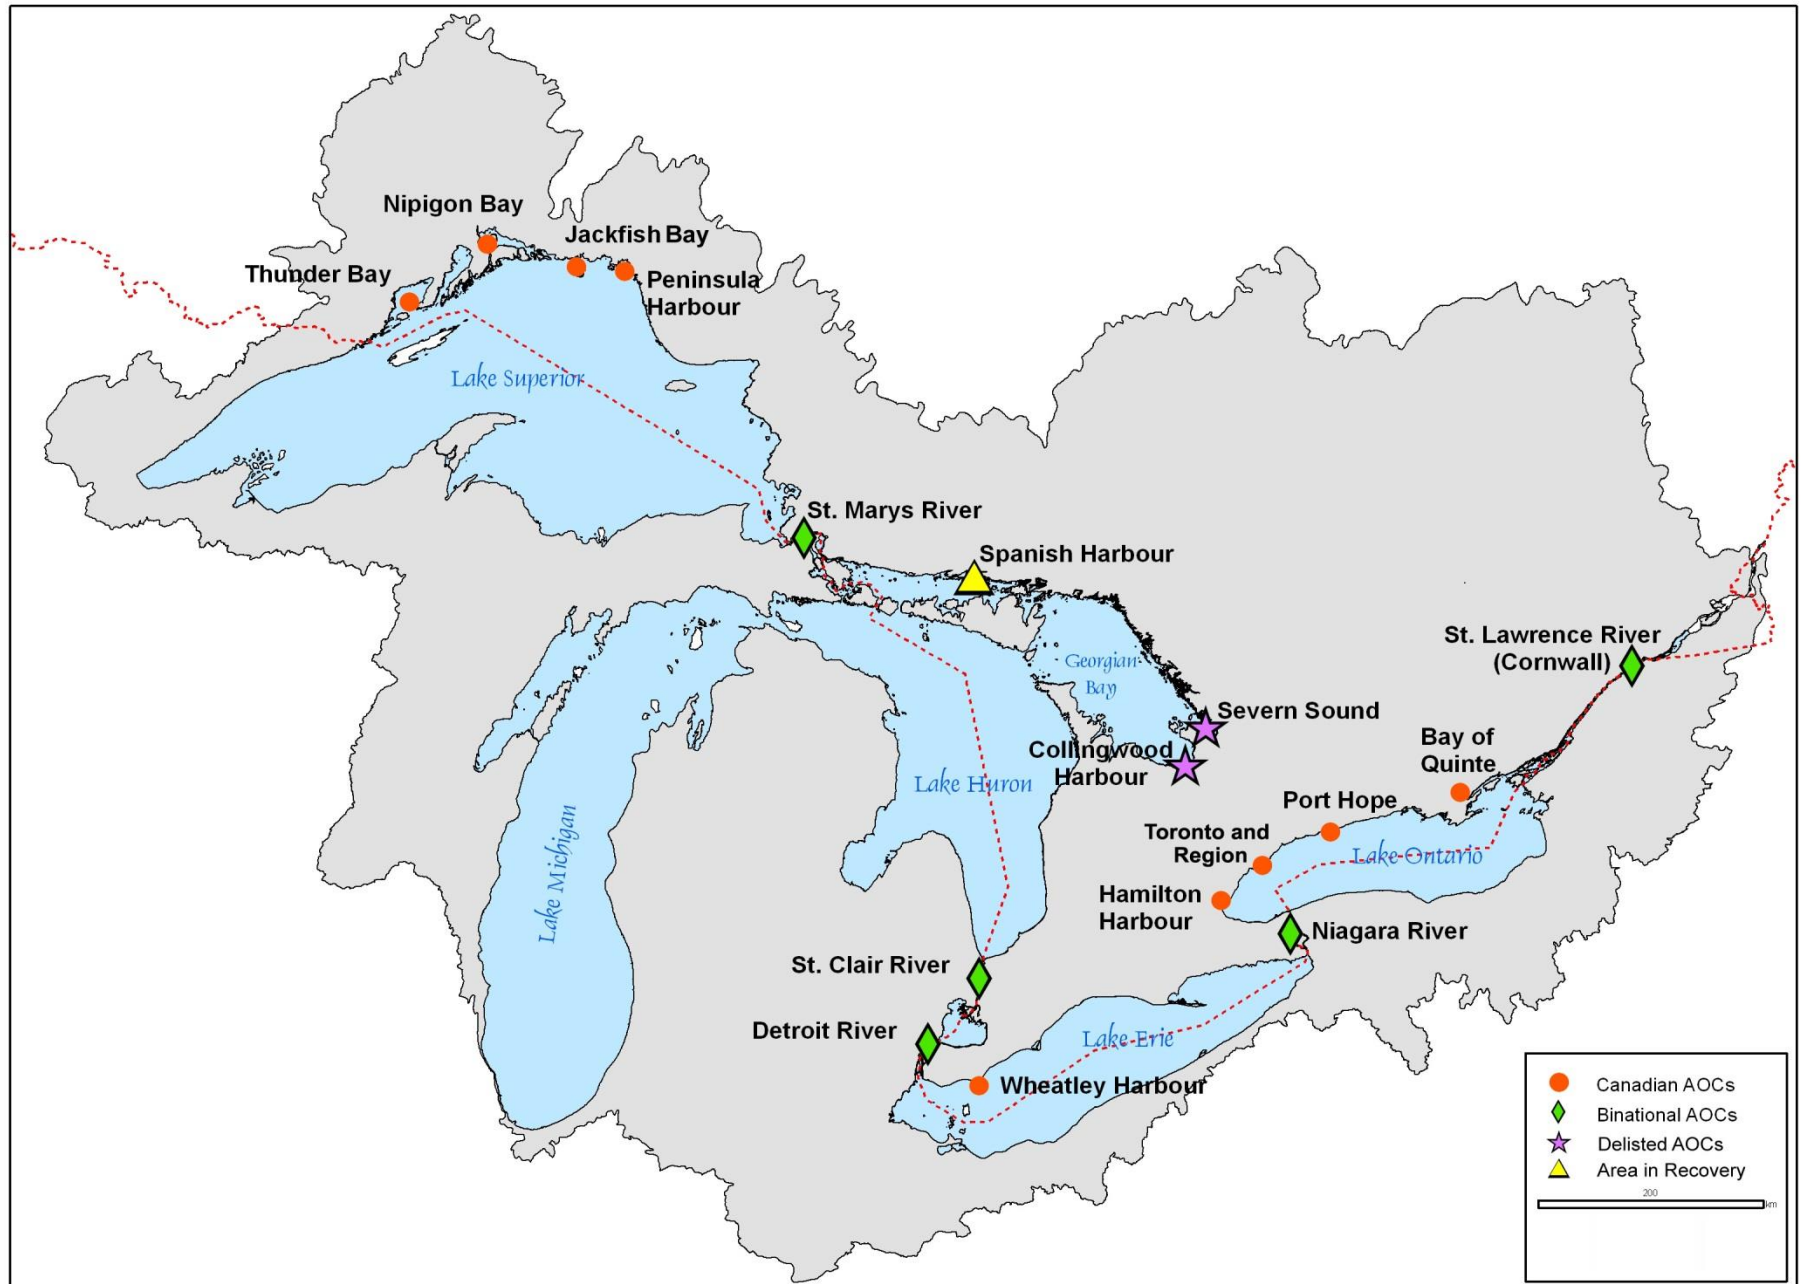 Nipigon Bay
Jackfish Bay
Thunder Bay
Peninsula
Harbour
Lake Superior
St. Marys River
Spanish Harbour
St. Lawrence River
(Cornwall)
Georgian
Bay
Severn Sound
Collingwood
Harbour
Bay of
Quinte
Lake Huron
Port Hope
Toronto and
Region
Lake Ontario
Lake Michigan
Hamilton
Harbour
Niagara River
St. Clair River
Detroit River
Lake Erie
Wheatley Harbour
Canadian AOCs
Binational AOCs
Delisted AOCs
Area in Recovery
200
km